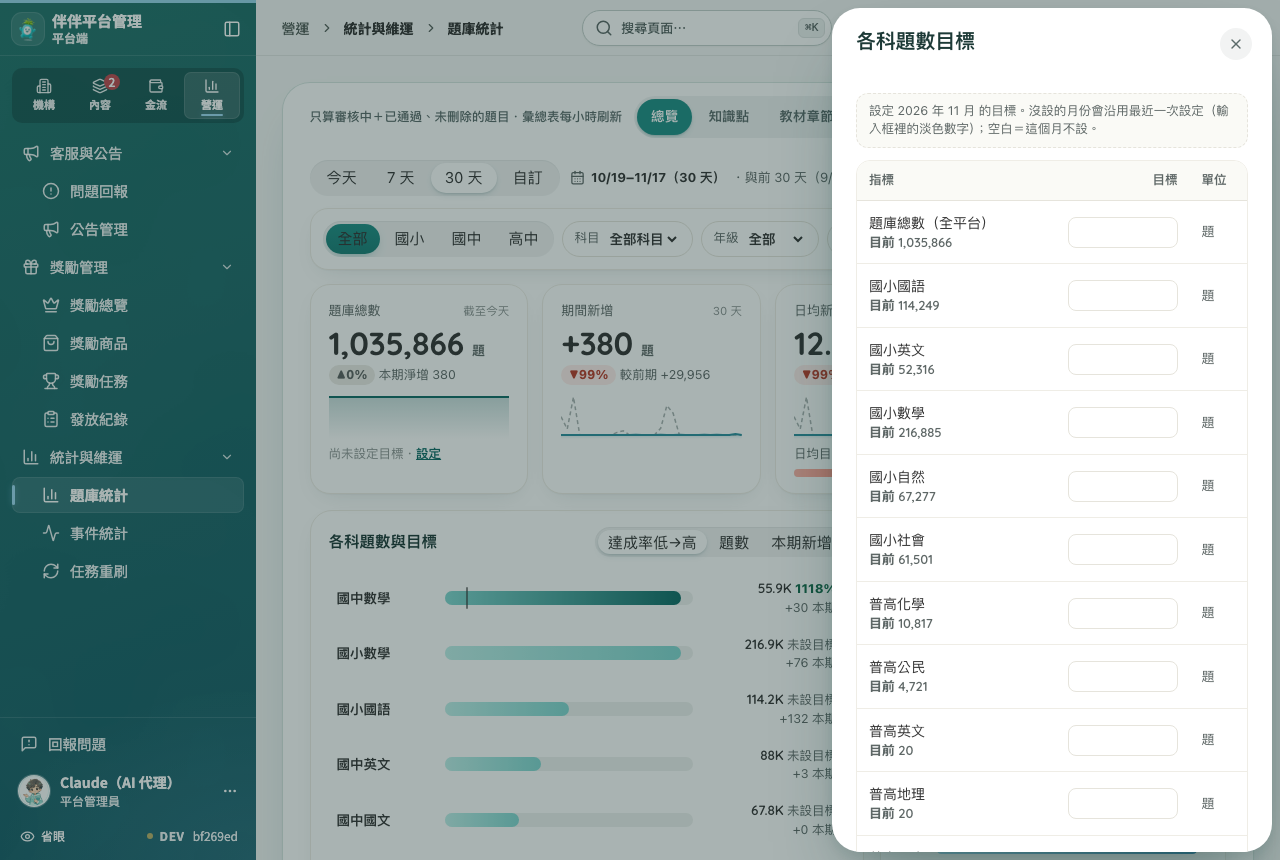 伴伴平台管理
平台端
機構
內容
2
金流
營運
客服與公告
問題回報
公告管理
獎勵管理
獎勵總覽
獎勵商品
獎勵任務
發放紀錄
統計與維運
題庫統計
事件統計
任務重刷
回報問題
Claude（AI 代理）
平台管理員
省眼
DEV bf269ed
營運 > 統計與維運 > 題庫統計
搜尋頁面…
⌘K
只算審核中＋已通過、未刪除的題目 · 彙總表每小時刷新
總覽
知識點
教材章節
今天
7 天
30 天
自訂
10/19–11/17（30 天）
· 與前 30 天（9/
全部
國小
國中
高中
科目 全部科目
年級 全部
題庫總數
截至今天
1,035,866 題
▲0% 本期淨增 380
尚未設定目標 · 設定
期間新增
30 天
+380 題
▼99% 較前期 +29,956
日均新
12.
▼99%
日均目
各科題數與目標
達成率低→高
題數
本期新增
國中數學
55.9K 1118%
+30 本期
國小數學
216.9K 未設目標
+76 本期
國小國語
114.2K 未設目標
+132 本期
國中英文
88K 未設目標
+3 本期
國中國文
67.8K 未設目標
+0 本期
各科題數目標
設定 2026 年 11 月 的目標。沒設的月份會沿用最近一次設定（輸
入框裡的淡色數字）；空白＝這個月不設。
指標
目標
單位
題庫總數（全平台）
目前 1,035,866
題
國小國語
目前 114,249
題
國小英文
目前 52,316
題
國小數學
目前 216,885
題
國小自然
目前 67,277
題
國小社會
目前 61,501
題
普高化學
目前 10,817
題
普高公民
目前 4,721
題
普高英文
目前 20
題
普高地理
目前 20
題